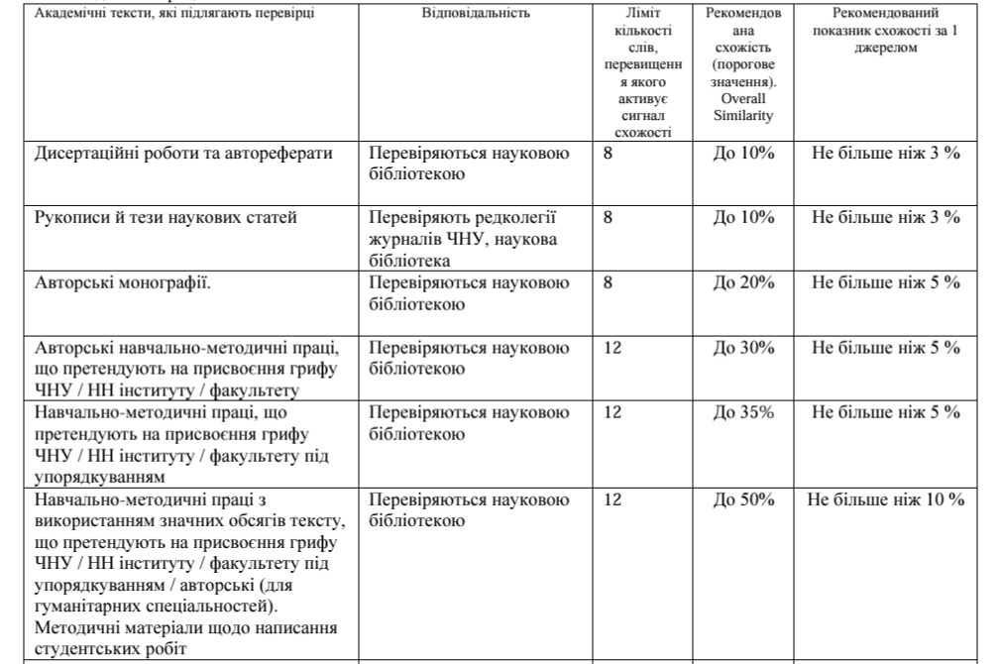 Академічні тексти, які підлягають перевірці
Відповідальність
Ліміт
кількості
слів,
перевищенн
я якого
активує
сигнал
схожості
Рекомендов
ана
схожість
(порогове
значення).
Overall
Similarity
Рекомендований
показник схожості за 1
джерелом
Дисертаційні роботи та автореферати
Перевіряються науковою
бібліотекою
8
До 10%
Не більше ніж 3 %
Рукописи й тези наукових статей
Перевіряють редколегії
журналів ЧНУ, наукова
бібліотека
8
До 10%
Не більше ніж 3 %
Авторські монографії.
Перевіряються науковою
бібліотекою
8
До 20%
Не більше ніж 5 %
Авторські навчально-методичні праці,
що претендують на присвоєння грифу
ЧНУ / НН інституту / факультету
Перевіряються науковою
бібліотекою
12
До 30%
Не більше ніж 5 %
Навчально-методичні праці, що
претендують на присвоєння грифу
ЧНУ / НН інституту / факультету під
упорядкуванням
Перевіряються науковою
бібліотекою
12
До 35%
Не більше ніж 5 %
Навчально-методичні праці з
використанням значних обсягів тексту,
що претендують на присвоєння грифу
ЧНУ / НН інституту / факультету під
упорядкуванням / авторські (для
гуманітарних спеціальностей).
Методичні матеріали щодо написання
студентських робіт
Перевіряються науковою
бібліотекою
12
До 50%
Не більше ніж 10 %